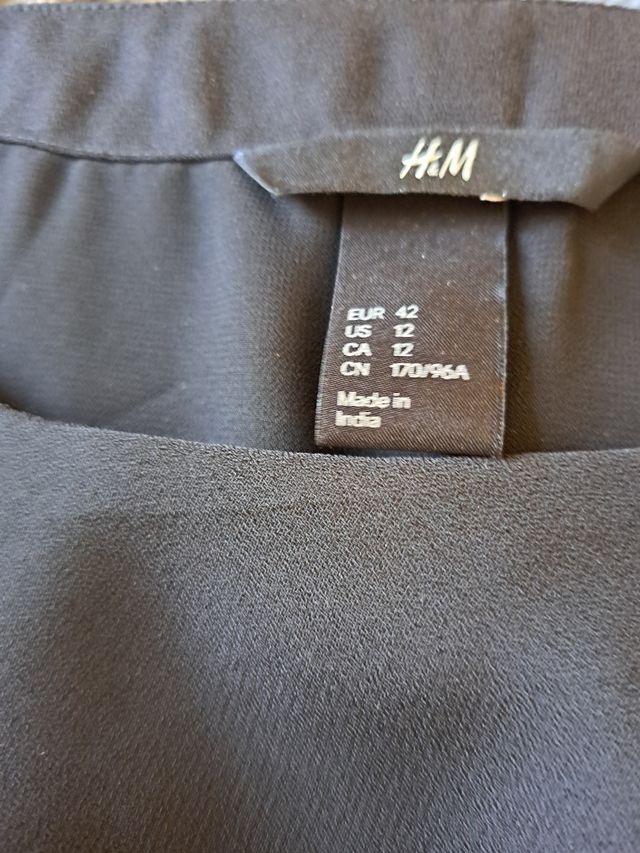 H&M
EUR 42
US 12
CA 12
CN 170/96A
Made in
India